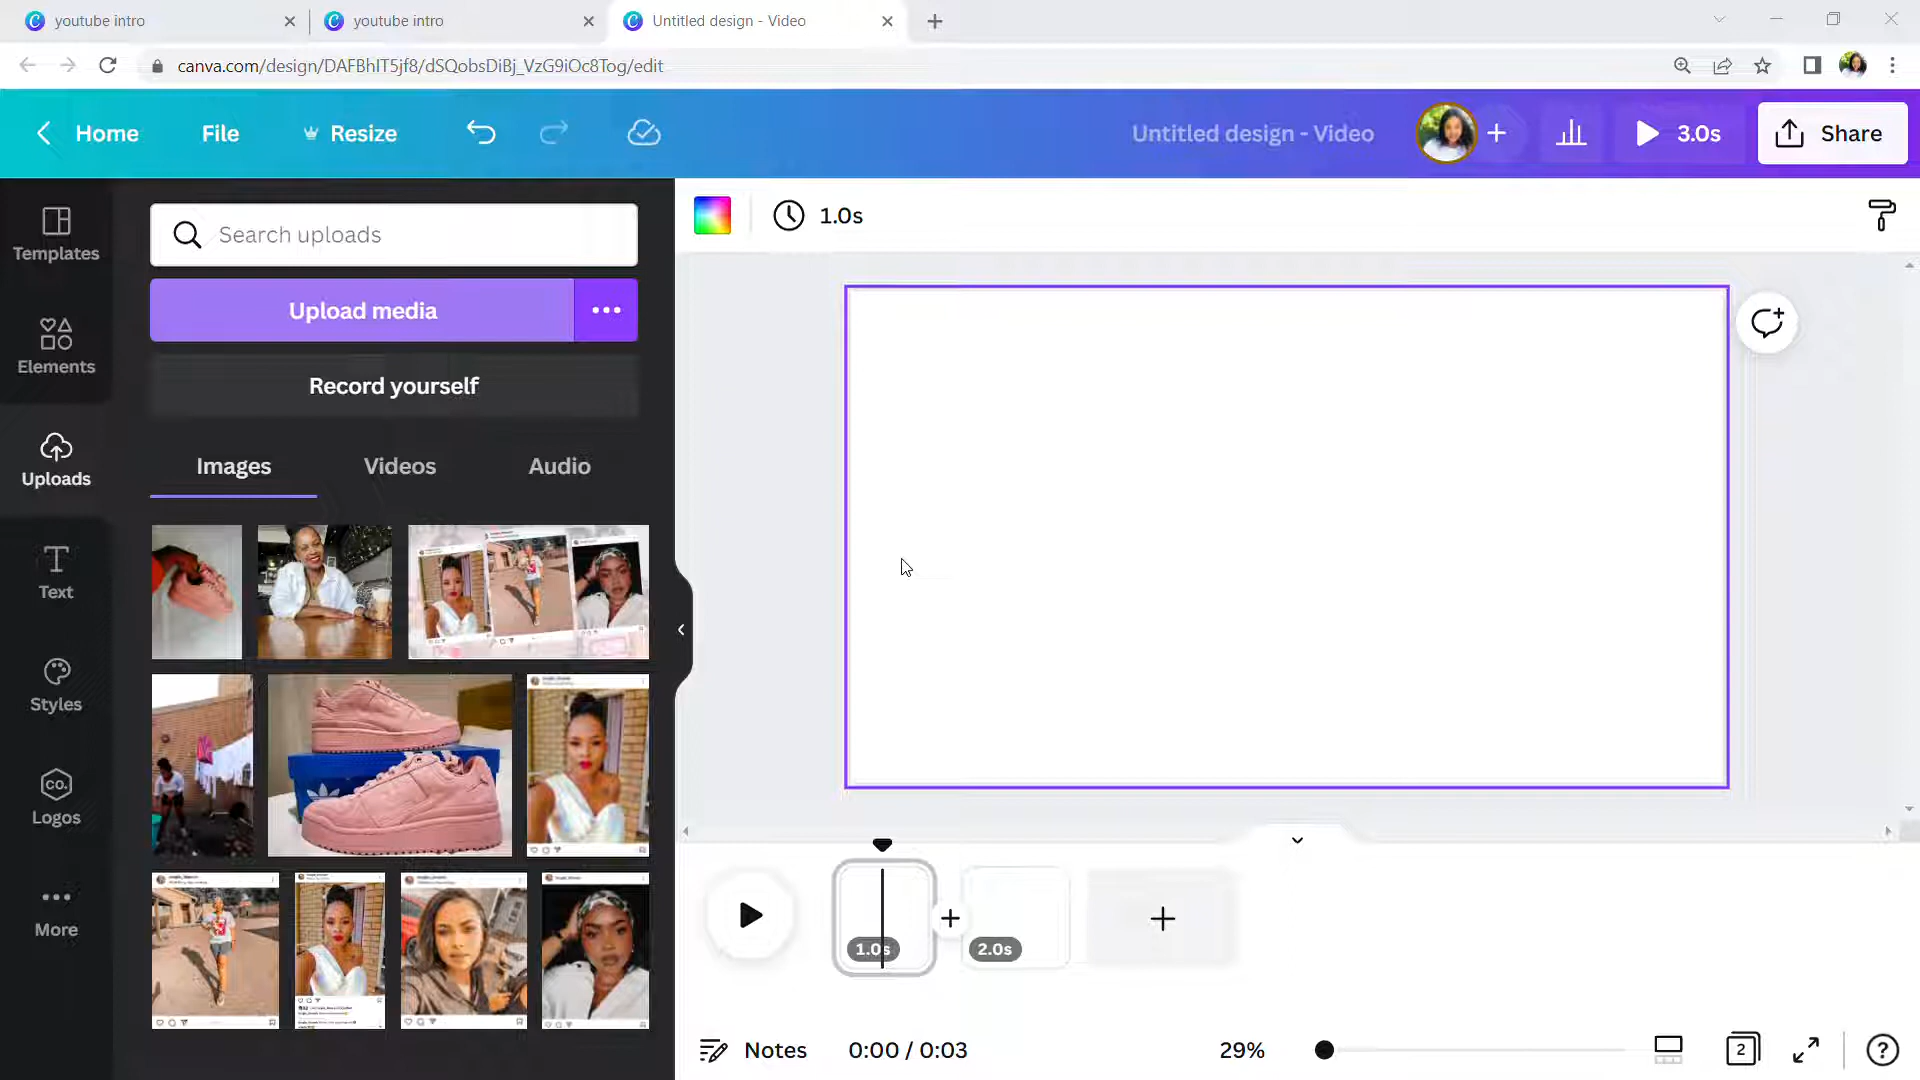 youtube intro
youtube intro
Untitled design - Video
canva.com/design/DAFBhIT5jf8/dSQobsDiBj_VzG9iOc8Tog/edit
Home
File
Resize
Untitled design - Video
3.0s
Share
Templates
Elements
Uploads
Text
Styles
CO.
Logos
More
Search uploads
Upload media
Record yourself
Images
Videos
Audio
1.0s
1.0s
2.0s
Notes
0:00 / 0:03
29%
2